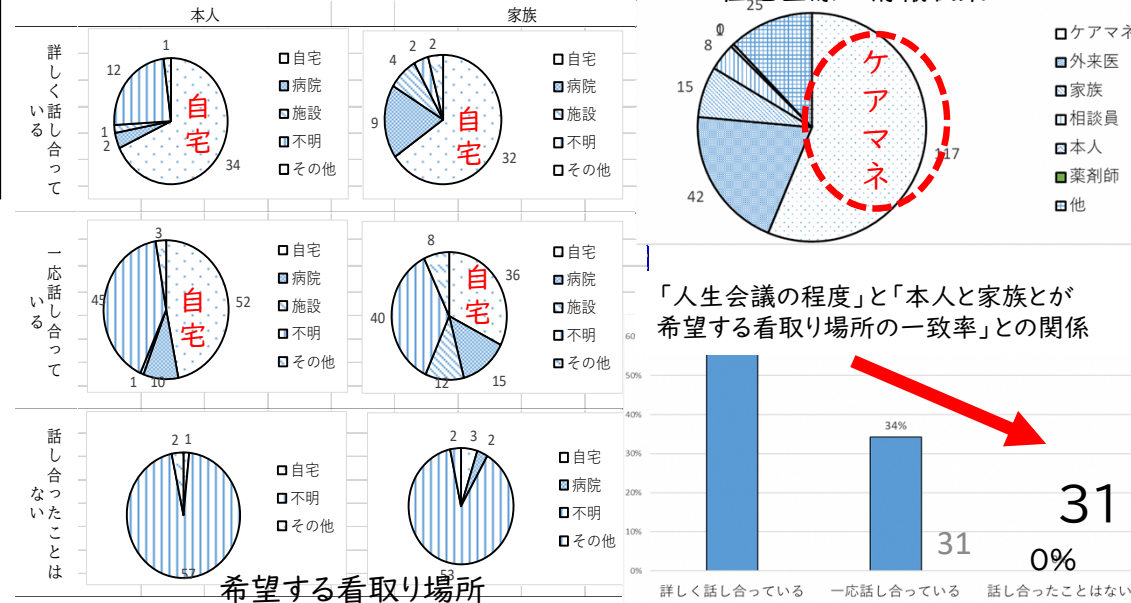 本人
家族
詳しく話し合って
いる
1
12
1
2
34
自
宅
自宅
病院
施設
不明
その他
2
2
4
9
32
自
宅
自宅
病院
施設
不明
その他
一応話し合って
いる
3
45
52
1
10
自
宅
自宅
病院
施設
不明
その他
8
36
40
12
15
自
宅
自宅
病院
施設
不明
その他
話し合ったことは
ない
2
1
57
自宅
不明
その他
2
3
2
53
自宅
病院
不明
その他
希望する看取り場所
25
8
15
42
117
ケ
ア
マ
ネ
ケアマネ
外来医
家族
相談員
本人
薬剤師
他
「人生会議の程度」と「本人と家族とが
希望する看取り場所の一致率」との関係
60
50%
40%
30%
20%
10%
0%
34%
31
31
0%
詳しく話し合っている
一応話し合っている
話し合ったことはない